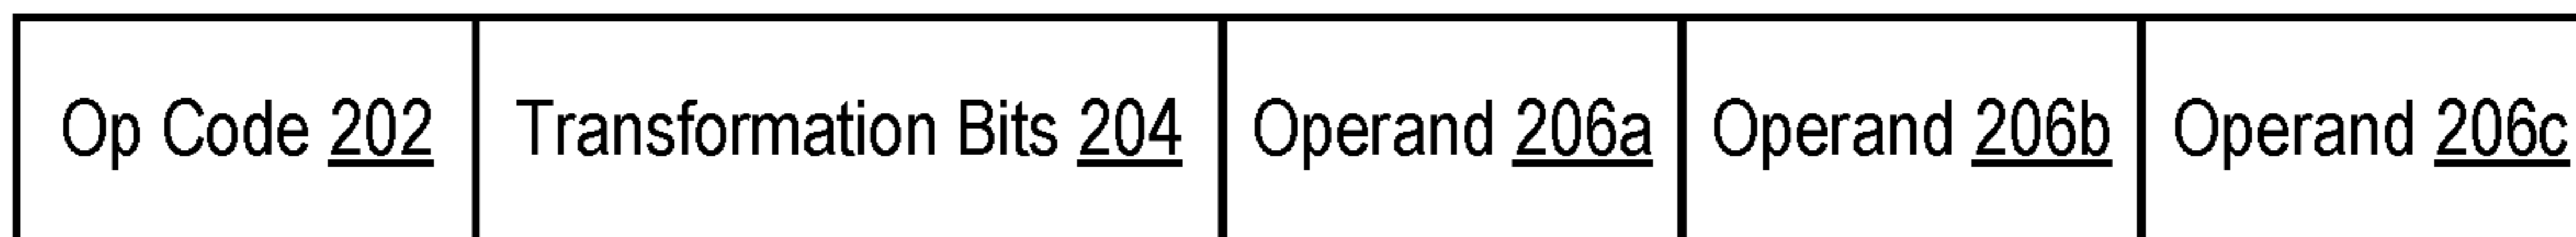 Op Code 202 Transformation Bits 204 Operand 206a Operand 206b Operand 206c